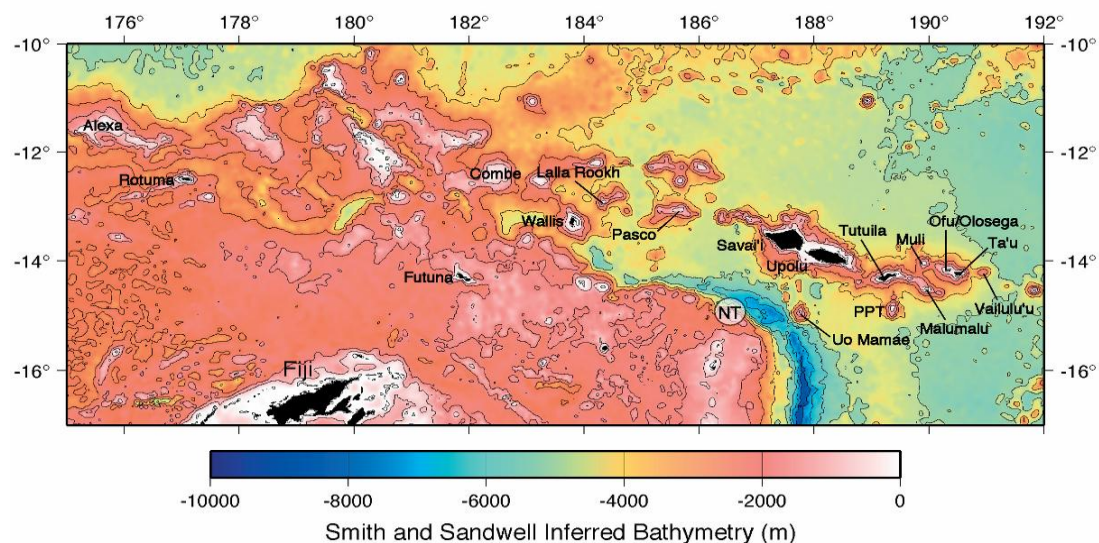 176° 178° 180° 182° 184° 186° 188° 190° 192°
-10° -10°
Alexa
-12° -12°
Rotuma Combe Lalla Rookh
Wallis Pasco Savai'i Tutuila Muli Ofu/Olosega
Ta'u
-14° Futuna Upolu -14°
NT PPT Vailulu'u
Malumalu
Uo Mamae
Fiji
-16° -16°
-10000 -8000 -6000 -4000 -2000 0
Smith and Sandwell Inferred Bathymetry (m)